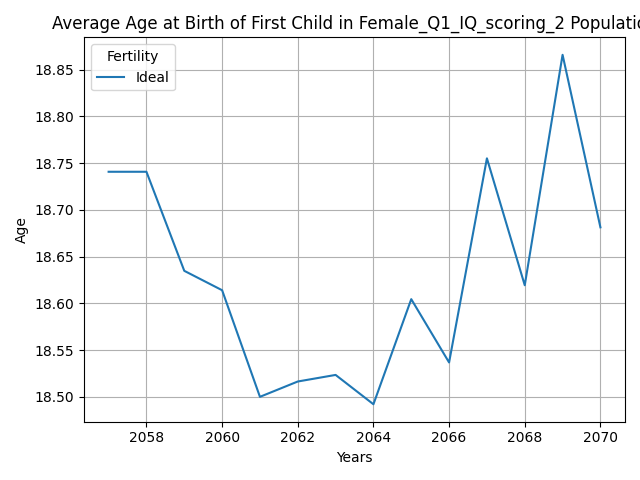 Average Age at Birth of First Child in Female_Q1_IQ_scoring_2 Populatio
Fertility
Ideal
18.85
18.80
18.75
18.70
18.65
18.60
18.55
18.50
Age
2058 2060 2062 2064 2066 2068 2070
Years